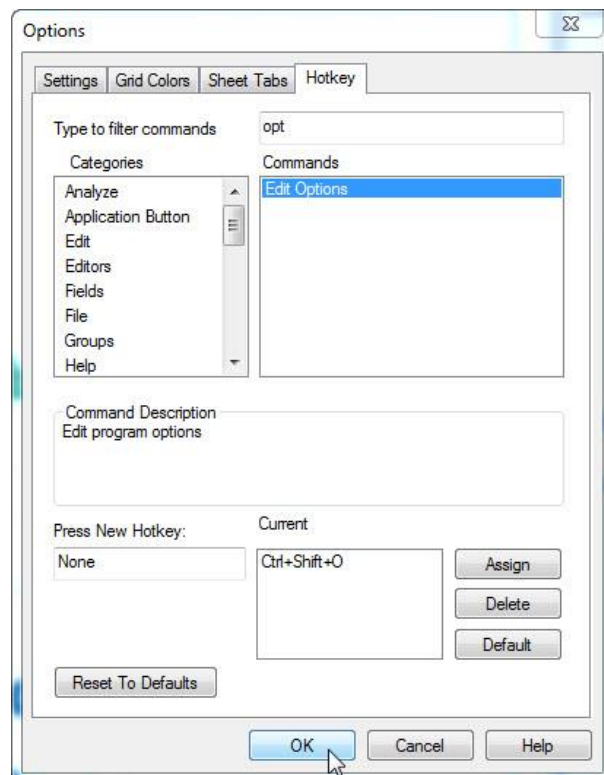 Options
Settings
Grid Colors
Sheet Tabs
Hotkey
Type to filter commands
opt
Categories
Commands
Analyze
Application Button
Edit
Editors
Fields
File
Groups
Help
Edit Options
Command Description
Edit program options
Press New Hotkey:
Current
None
Ctrl+Shift+O
Assign
Delete
Default
Reset To Defaults
OK
Cancel
Help